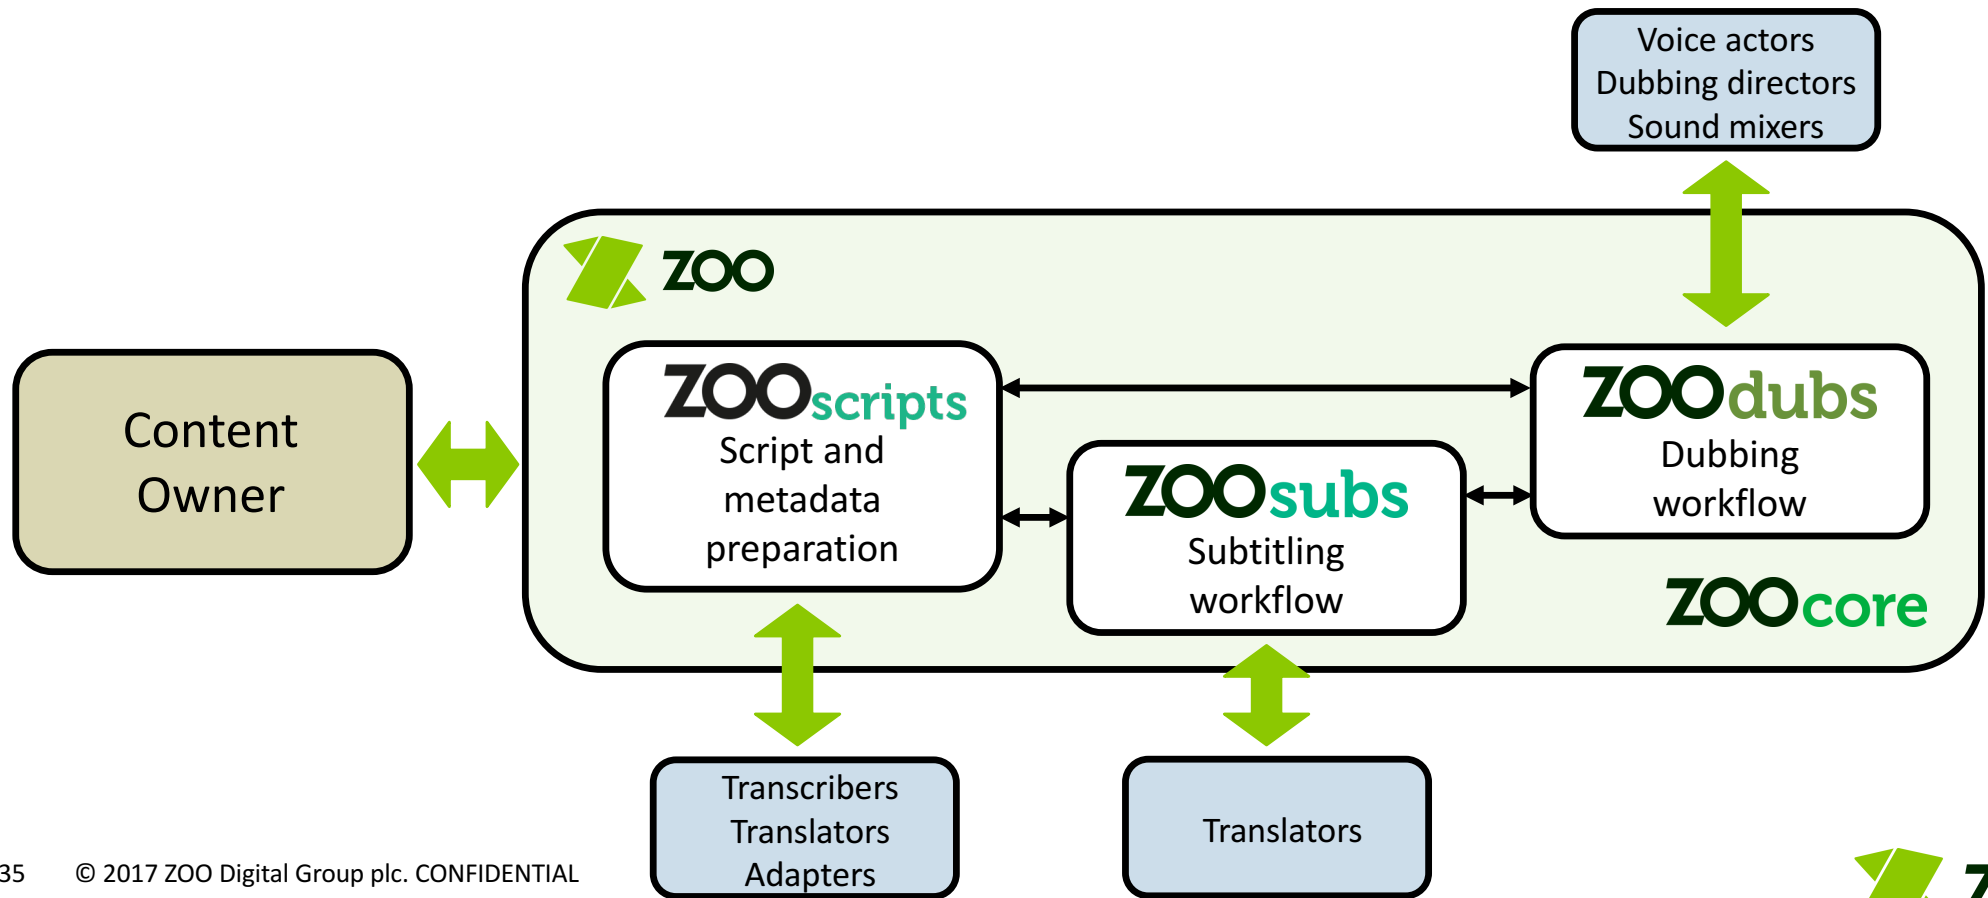 Voice actors
Dubbing directors
Sound mixers
ZOO
Content
Owner
ZOOscripts
Script and
metadata
preparation
ZOOsubs
Subtitling
workflow
ZOOdubs
Dubbing
workflow
ZOOcore
Transcribers
Translators
Adapters
Translators
35 © 2017 ZOO Digital Group plc. CONFIDENTIAL